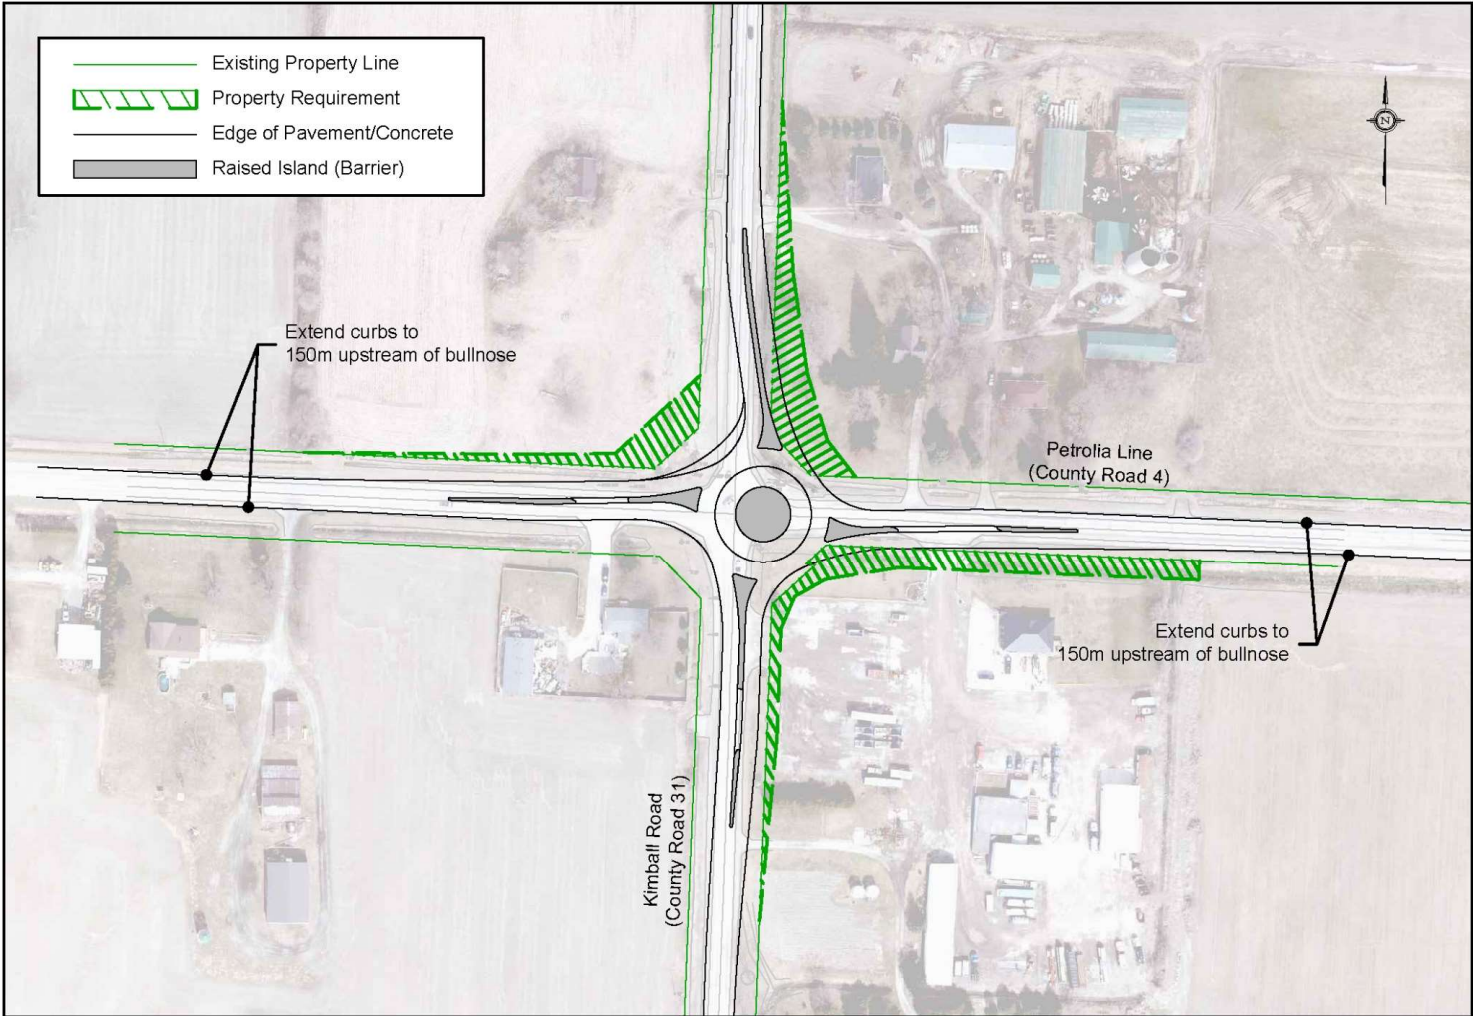 Existing Property Line
Property Requirement
Edge of Pavement/Concrete
Raised Island (Barrier)
N
Extend curbs to
150m upstream of bullnose
Petrolia Line
(County Road 4)
Extend curbs to
150m upstream of bullnose
Kimball Road
(County Road 31)